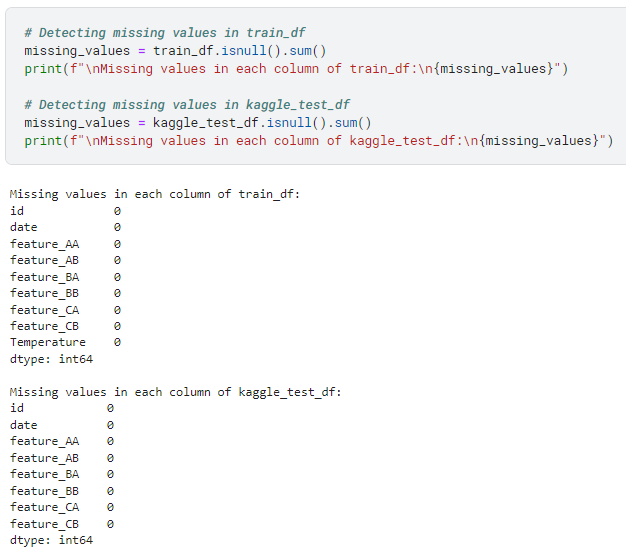 # Detecting missing values in train_df
missing_values = train_df.isnull().sum()
print(f"\nMissing values in each column of train_df:\n{missing_values}")
# Detecting missing values in kaggle_test_df
missing_values = kaggle_test_df.isnull().sum()
print(f"\nMissing values in each column of kaggle_test_df:\n{missing_values}")
Missing values in each column of train_df:
id 0
date 0
feature_AA 0
feature_AB 0
feature_BA 0
feature_BB 0
feature_CA 0
feature_CB 0
Temperature 0
dtype: int64
Missing values in each column of kaggle_test_df:
id 0
date 0
feature_AA 0
feature_AB 0
feature_BA 0
feature_BB 0
feature_CA 0
feature_CB 0
dtype: int64